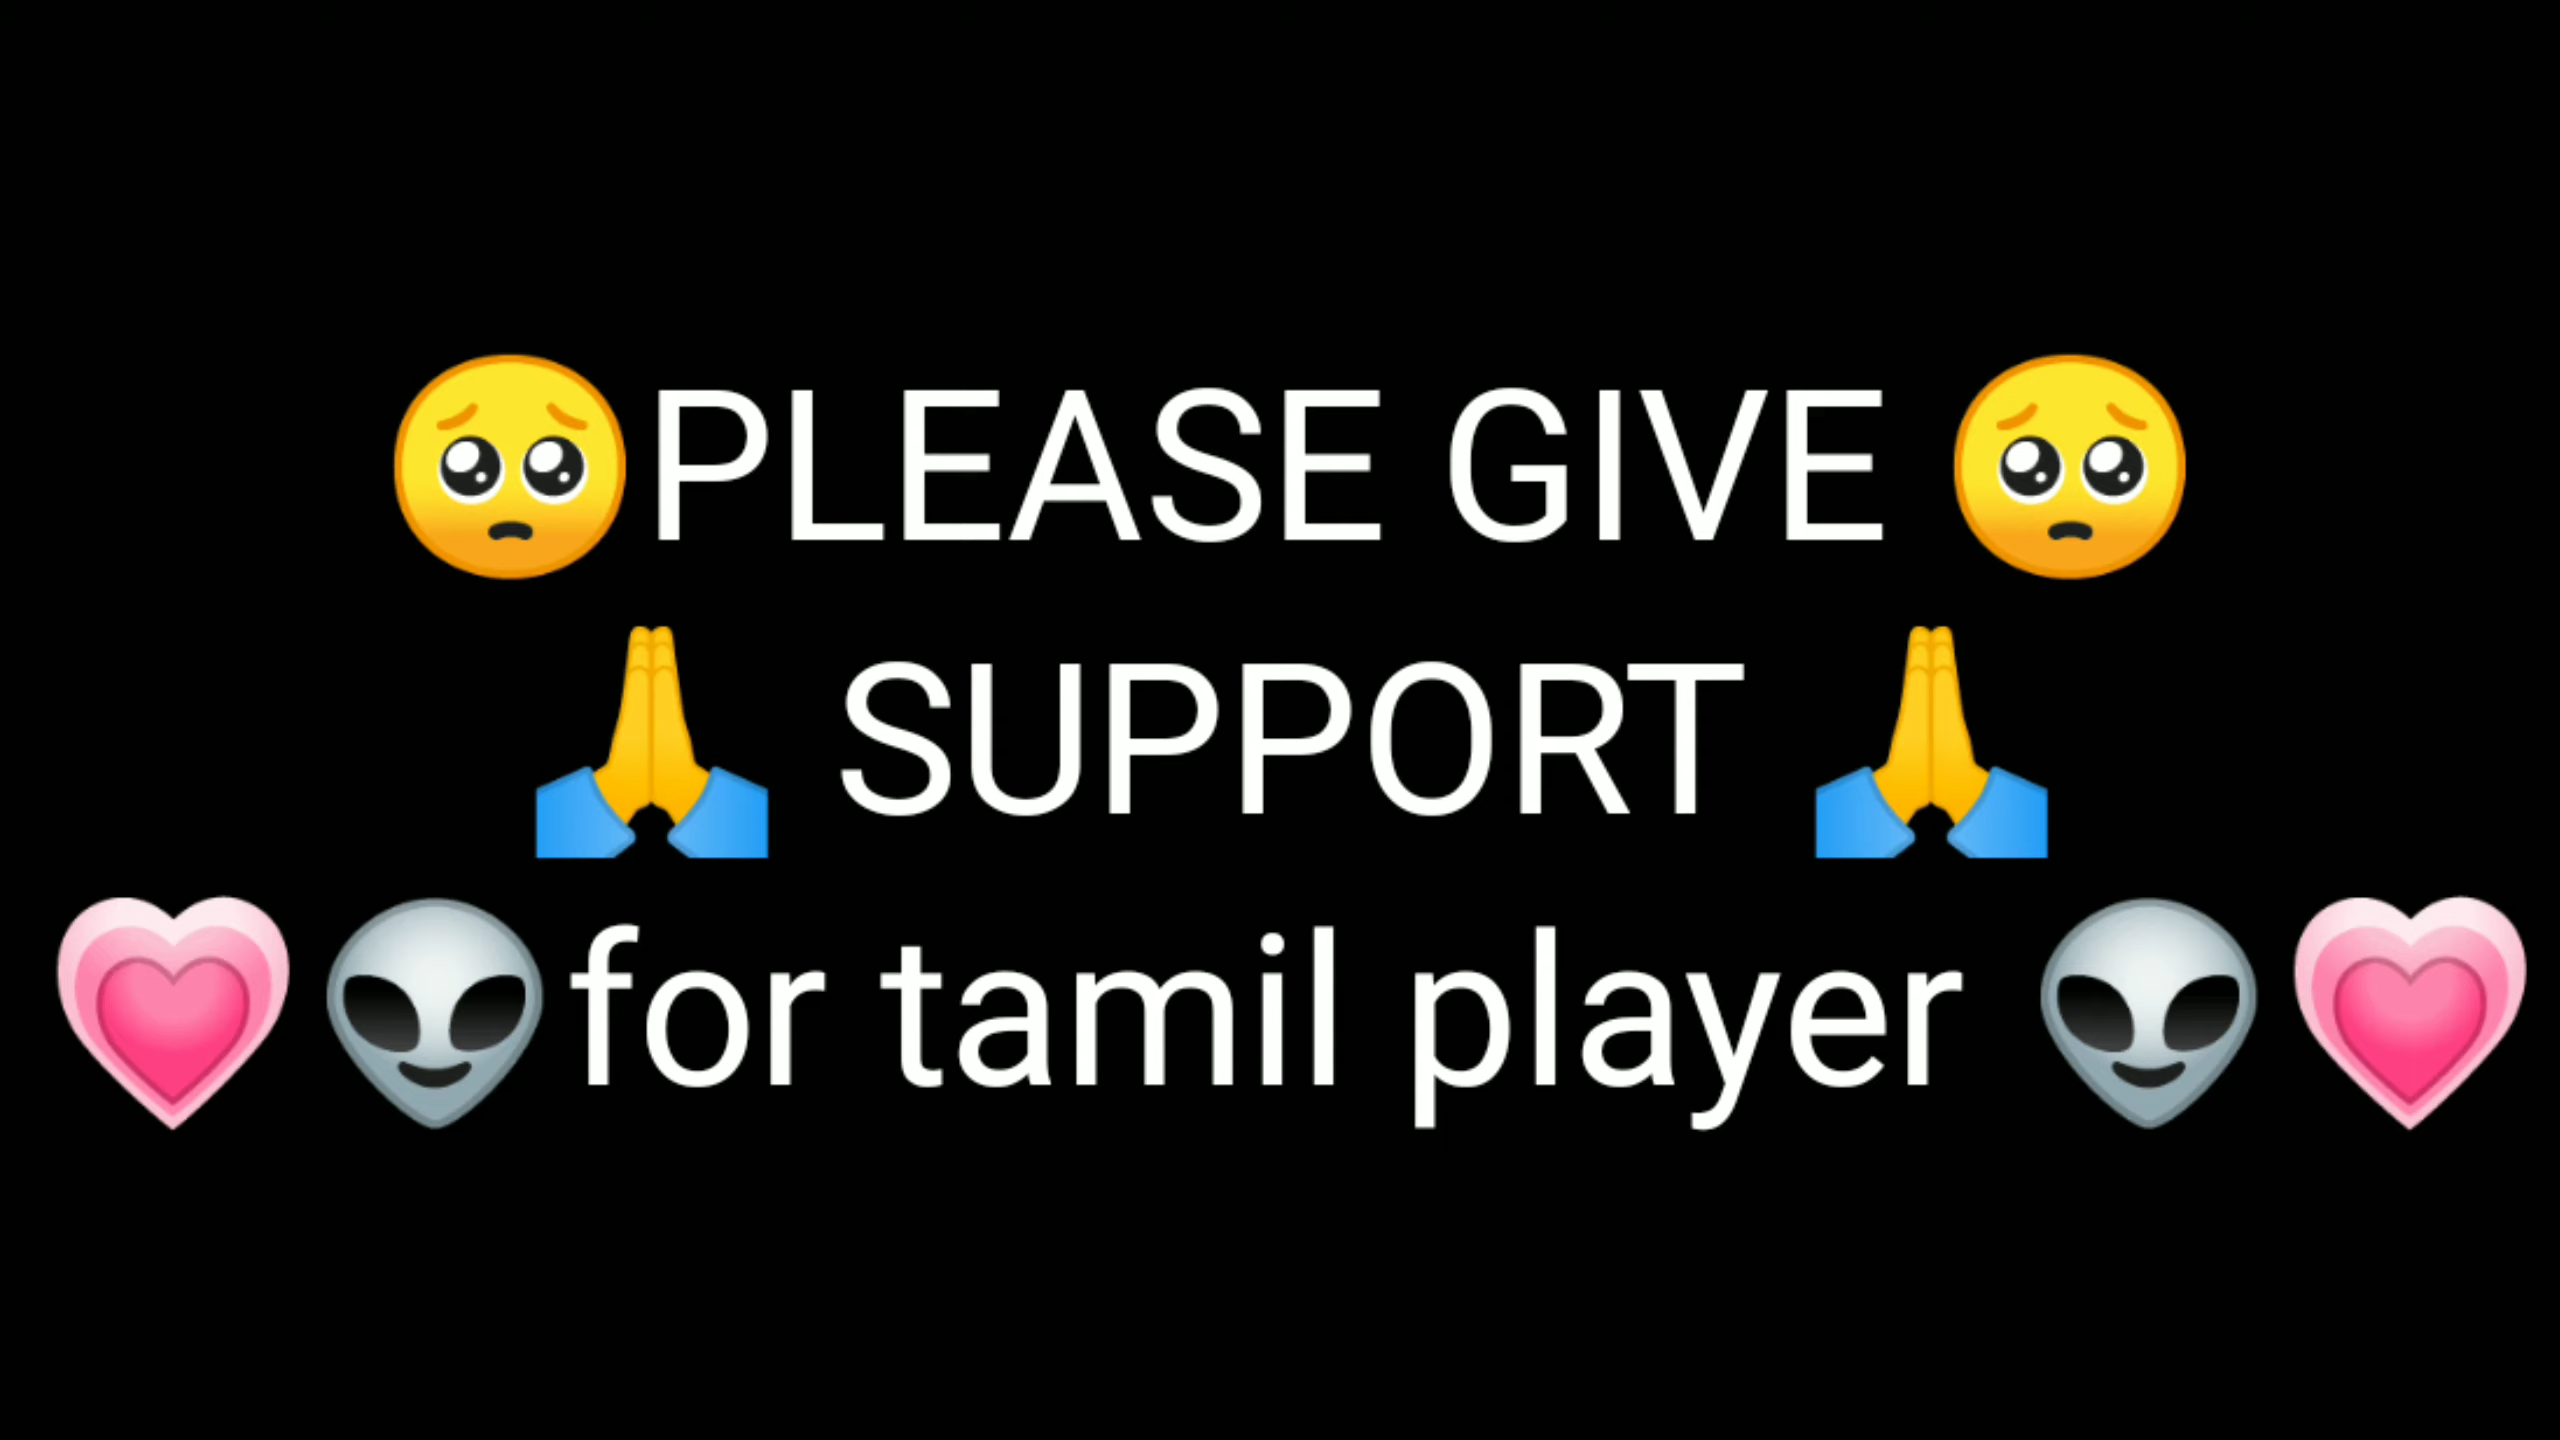 🥺PLEASE GIVE 🥺
🙏 SUPPORT 🙏
💗👽for tamil player 👽💗